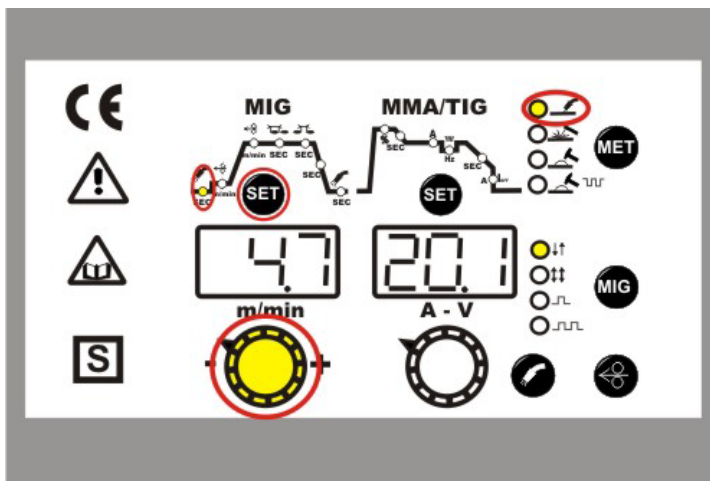 CE
MIG
MMA/TIG
m/min
SEC
SEC
SEC
m/min
SEC
SEC
%
SEC
A
Hz
SEC
A
SET
SET
MET
4.7
20.1
m/min
A - V
- +
MIG
S